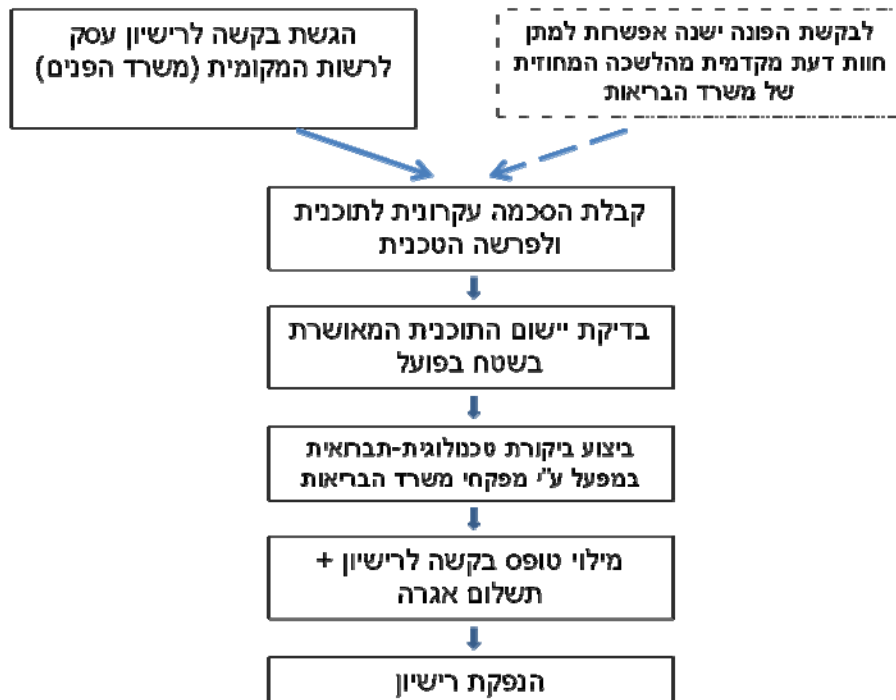 הגשת בקשה לרישיון עסק
לרשות המקומית (משרד הפנים)
לבקשת הפונה ישנה אפשרות למתן
חוות דעת מקדמית מהלשכה המחוזית
של משרד הבריאות
קבלת הסכמה עקרונית לתוכנית
ולפרשה הטכנית
בדיקת יישום התוכנית המאושרת
בשטח בפועל
ביצוע ביקורת טכנולוגית-תברואית
במפעל ע"י מפקחי משרד הבריאות
מילוי טופס בקשה לרישיון +
תשלום אגרה
הנפקת רישיון